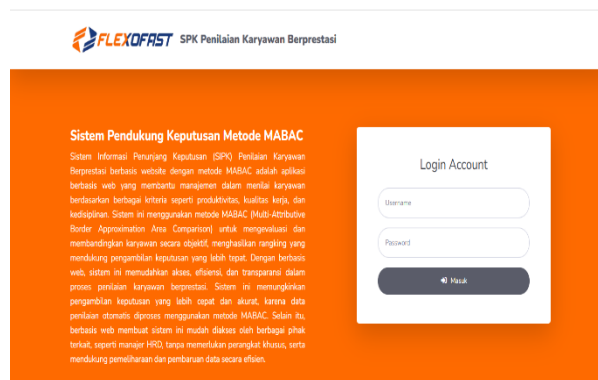 FLEXOFAST SPK Penilaian Karyawan Berprestasi
Sistem Pendukung Keputusan Metode MABAC
Sistem Informasi Penunjang Keputusan (SIPK) Penilaian Karyawan
Berprestasi berbasis website dengan metode MABAC adalah aplikasi
berbasis web yang membantu manajemen dalam menilai karyawan
berdasarkan berbagai kriteria seperti produktivitas, kualitas kerja, dan
kedisiplinan. Sistem ini menggunakan metode MABAC (Multi-Attributive
Border Approximation Area Comparison) untuk mengevaluasi dan
membandingkan karyawan secara objektif, menghasilkan rangking yang
mendukung pengambilan keputusan yang lebih tepat. Dengan berbasis
web, sistem ini memudahkan akses, efisiensi, dan transparansi dalam
proses penilaian karyawan berprestasi. Sistem ini memungkinkan
pengambilan keputusan yang lebih cepat dan akurat, karena data
penilaian otomatis diproses menggunakan metode MABAC. Selain itu,
berbasis web membuat sistem ini mudah diakses oleh berbagai pihak
terkait, seperti manajer HRD, tanpa memerlukan perangkat khusus, serta
mendukung pemeliharaan dan pembaruan data secara efisien.
Login Account
Username
Password
Masuk